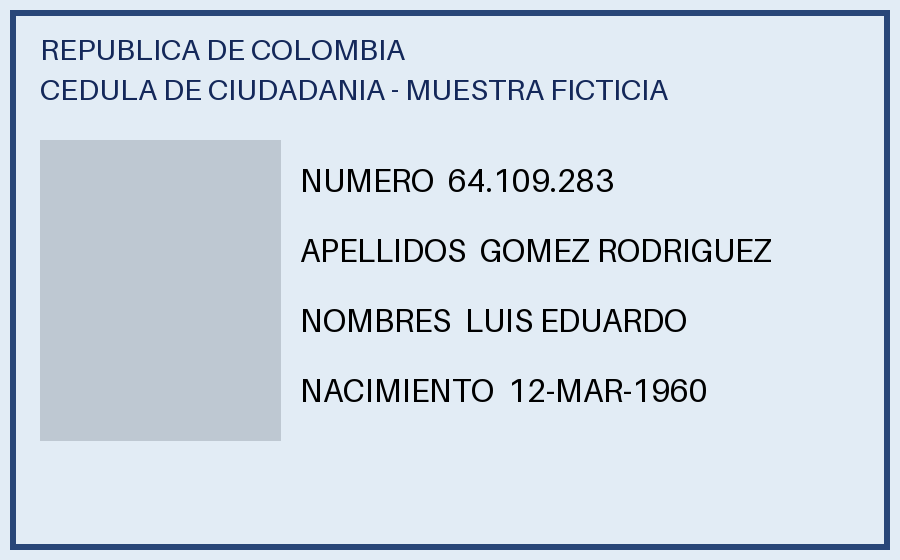 REPUBLICA DE COLOMBIA
CEDULA DE CIUDADANIA - MUESTRA FICTICIA
NUMERO 64.109.283
APELLIDOS GOMEZ RODRIGUEZ
NOMBRES LUIS EDUARDO
NACIMIENTO 12-MAR-1960